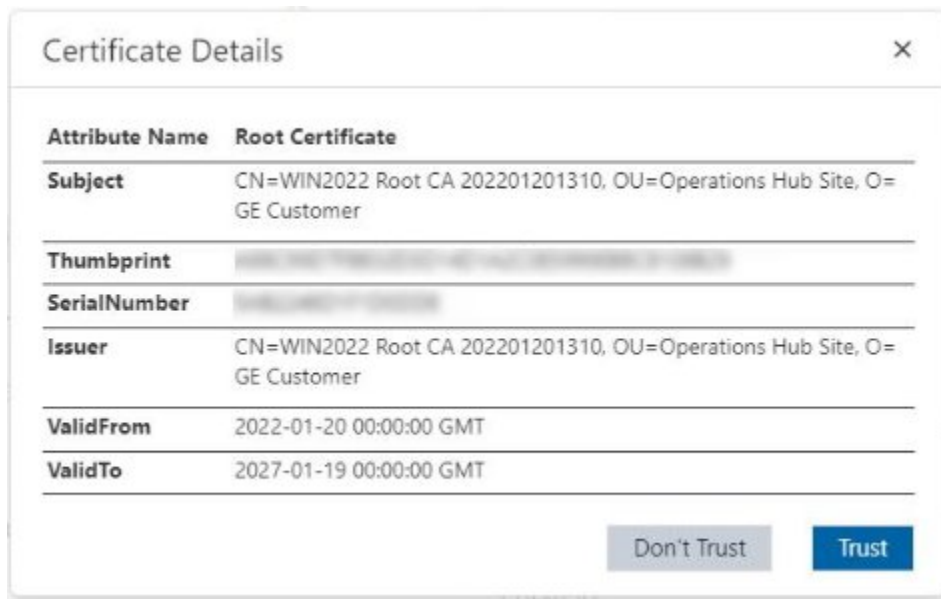 Certificate Details
Attribute Name Root Certificate
Subject CN=WIN2022 Root CA 202201201310, OU=Operations Hub Site, O=
GE Customer
Thumbprint
SerialNumber
Issuer CN=WIN2022 Root CA 202201201310, OU=Operations Hub Site, O=
GE Customer
ValidFrom 2022-01-20 00:00:00 GMT
ValidTo 2027-01-19 00:00:00 GMT
Don't Trust Trust